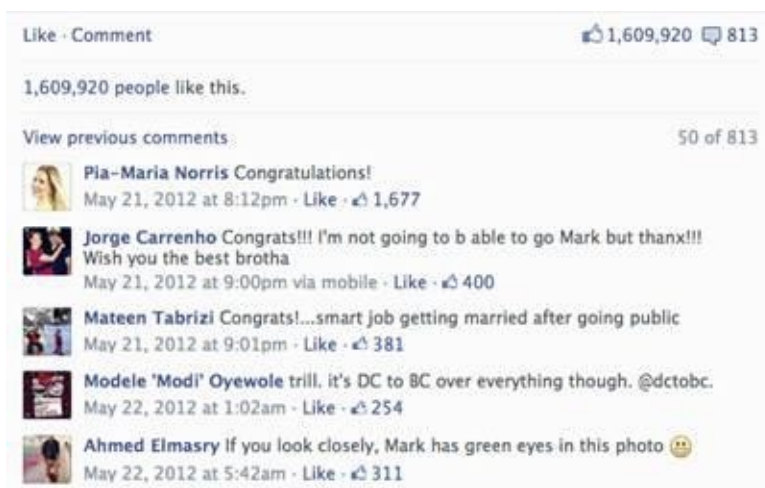 Like · Comment 1,609,920 813
1,609,920 people like this.
View previous comments 50 of 813
Pia-Maria Norris Congratulations!
May 21, 2012 at 8:12pm · Like · 1,677
Jorge Carrenho Congrats!!! I'm not going to b able to go Mark but thanx!!!
Wish you the best brotha
May 21, 2012 at 9:00pm via mobile · Like · 400
Mateen Tabrizi Congrats!...smart job getting married after going public
May 21, 2012 at 9:01pm · Like · 381
Modele 'Modi' Oyewole trill. it's DC to BC over everything though. @dctobc.
May 22, 2012 at 1:02am · Like · 254
Ahmed Elmasry If you look closely, Mark has green eyes in this photo
May 22, 2012 at 5:42am · Like · 311